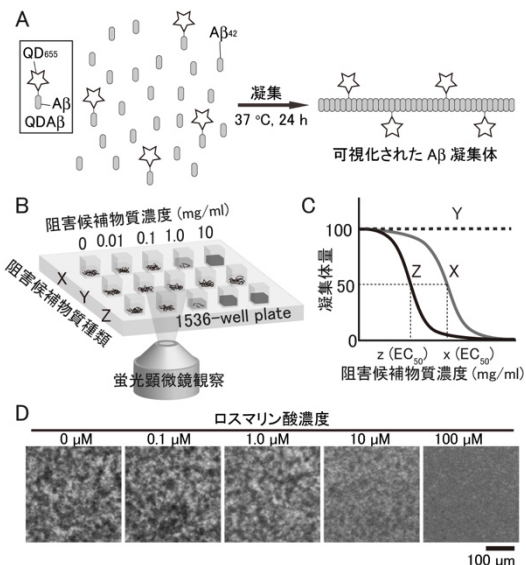 A
QD655
Aβ
QDAβ
Aβ42
凝集
37 ℃, 24 h
可視化された Aβ 凝集体
B
阻害候補物質濃度 (mg/ml)
0 0.01 0.1 1.0 10
阻害候補物質種類
X
Y
Z
1536-well plate
蛍光顕微鏡観察
C
凝集体量
100
50
0
Y
Z
X
z (EC50)
x (EC50)
阻害候補物質濃度 (mg/ml)
D
ロスマリン酸濃度
0 μM 0.1 μM 1.0 μM 10 μM 100 μM
100 μm